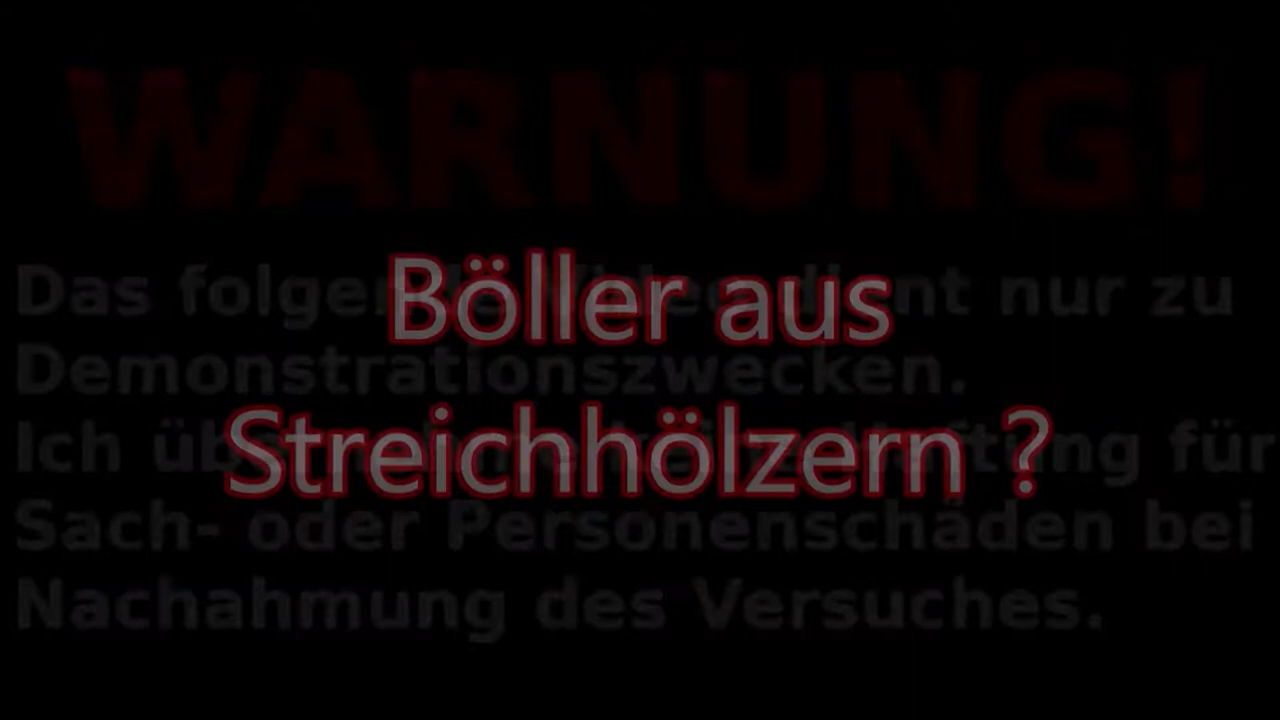 WARNUNG!
Das nur zu
Böller aus
Demonstrationszwecken.
Ich für
Streichhölzern ?
Sach- oder Personenschäden bei
Nachahmung des Versuches.